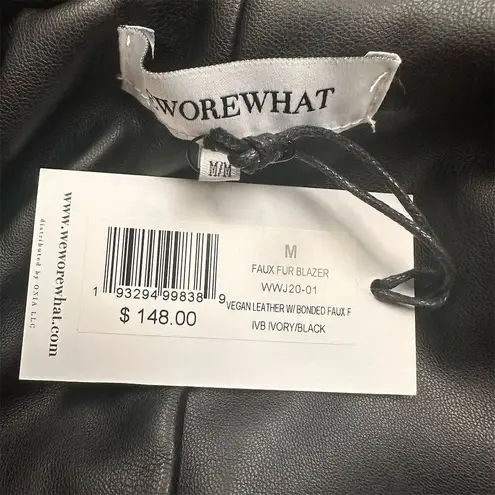 WEWOREWHAT
M/M
www.weworewhat.com
distributed by ONIA LLC
M
FAUX FUR BLAZER
WWJ20-01
VEGAN LEATHER W/ BONDED FAUX F
IVB IVORY/BLACK
1 93294 99838 9
$ 148.00